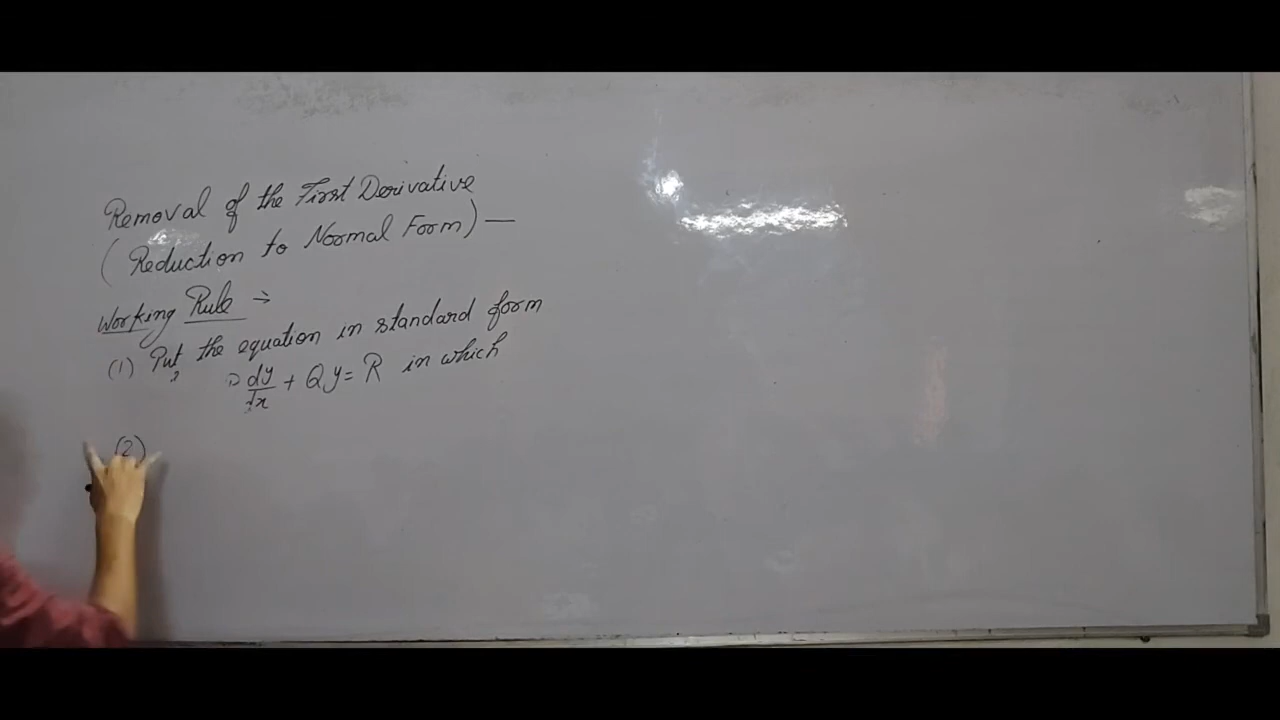 Removal of the First Derivative
(Reduction to Normal Form) —
Working Rule :-
(1) Put the equation in standard form
dy/dx + Qy = R in which
(2)